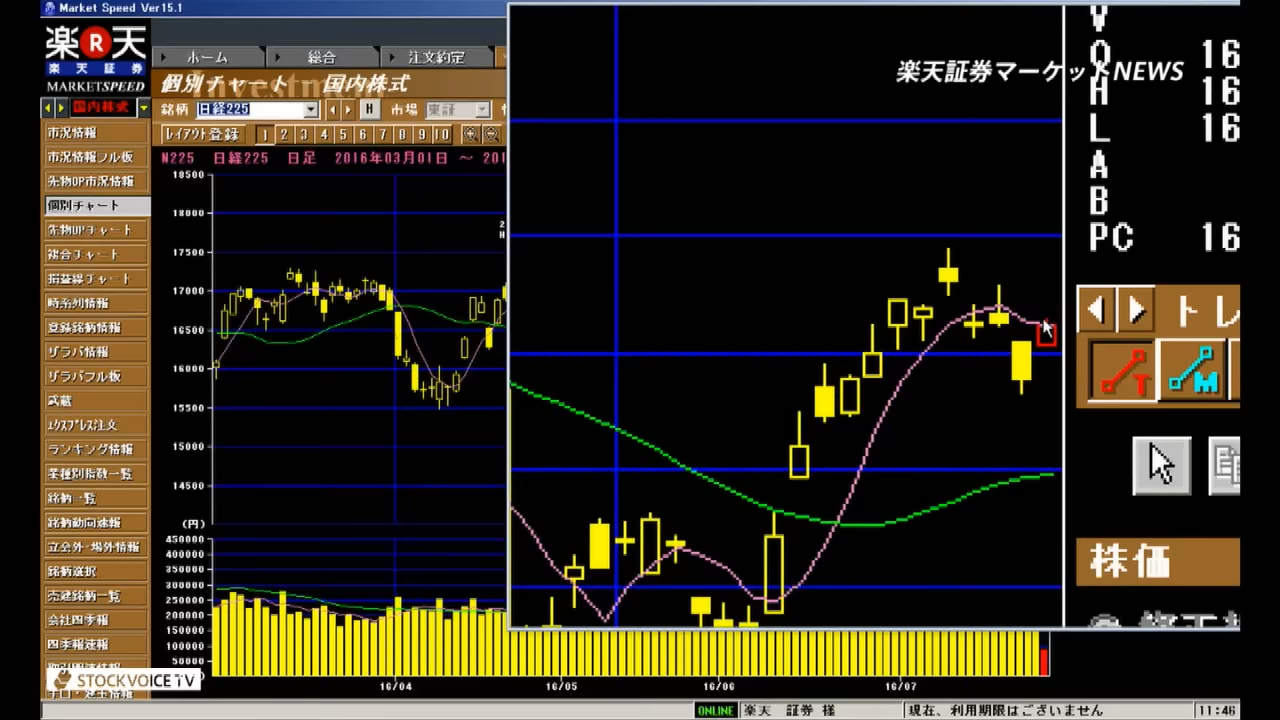 Market Speed Ver15.1
楽R天
楽天証券
MARKETSPEED
国内株式
ホーム
総合
注文約定
個別チャート 国内株式
銘柄
日経225
H
市場
東証
レイアウト登録
1 2 3 4 5 6 7 8 9 10
N225 日経225 日足 2016年03月01日 ～ 201
楽天証券マーケットNEWS
市況情報
市況情報フル板
先物OP市況情報
個別チャート
先物OPチャート
複合チャート
損益線チャート
時系列情報
登録銘柄情報
ザラバ情報
ザラバフル板
武蔵
エクスプレス注文
ランキング情報
業種別指数一覧
銘柄一覧
銘柄動向速報
立会外・場外情報
銘柄選択
売建銘柄一覧
会社四季報
四季報速報
18500
18000
17500
17000
16500
16000
15500
15000
14500
(円)
450000
400000
350000
300000
250000
200000
150000
100000
50000
16/04
16/05
16/06
16/07
V
O 16
H 16
L 16
A
B
PC 16
トレ
T
M
株価
STOCKVOICE TV
ONLINE
楽天 証券 様
現在、利用期限はございません
11:46